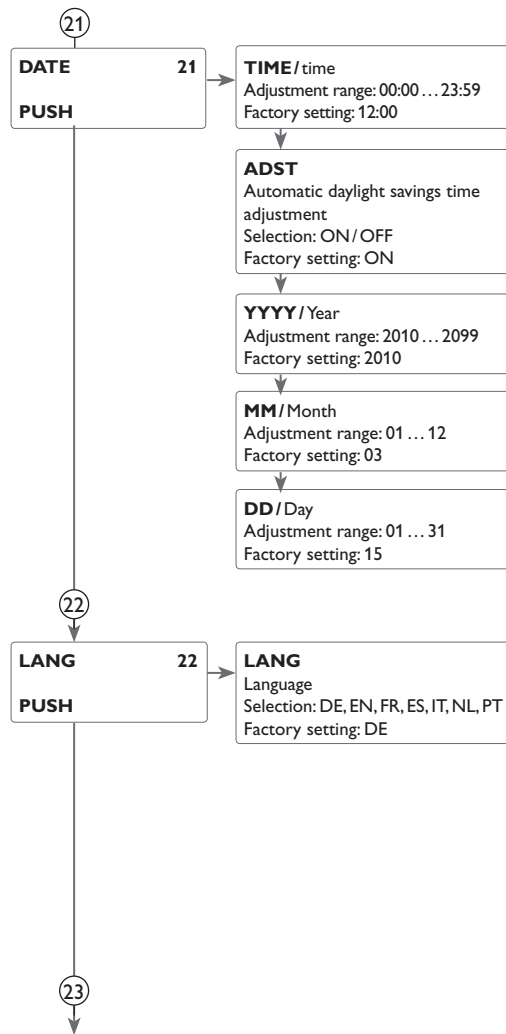 21
DATE 21
PUSH
TIME / time
Adjustment range: 00:00 … 23:59
Factory setting: 12:00
ADST
Automatic daylight savings time
adjustment
Selection: ON / OFF
Factory setting: ON
YYYY / Year
Adjustment range: 2010 … 2099
Factory setting: 2010
MM / Month
Adjustment range: 01 … 12
Factory setting: 03
DD / Day
Adjustment range: 01 … 31
Factory setting: 15
22
LANG 22
PUSH
LANG
Language
Selection: DE, EN, FR, ES, IT, NL, PT
Factory setting: DE
23